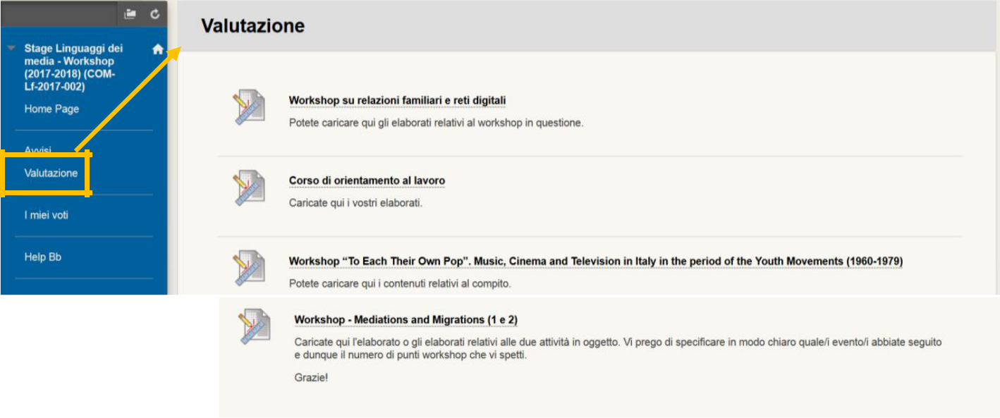 Stage Linguaggi dei
media - Workshop
(2017-2018) (COM-
Lf-2017-002)
Home Page
Avvisi
Valutazione
I miei voti
Help Bb
Valutazione
Workshop su relazioni familiari e reti digitali
Potete caricare qui gli elaborati relativi al workshop in questione.
Corso di orientamento al lavoro
Caricate qui i vostri elaborati.
Workshop “To Each Their Own Pop”. Music, Cinema and Television in Italy in the period of the Youth Movements (1960-1979)
Potete caricare qui i contenuti relativi al compito.
Workshop - Mediations and Migrations (1 e 2)
Caricate qui l'elaborato o gli elaborati relativi alle due attività in oggetto. Vi prego di specificare in modo chiaro quale/i evento/i abbiate seguito
e dunque il numero di punti workshop che vi spetti.
Grazie!